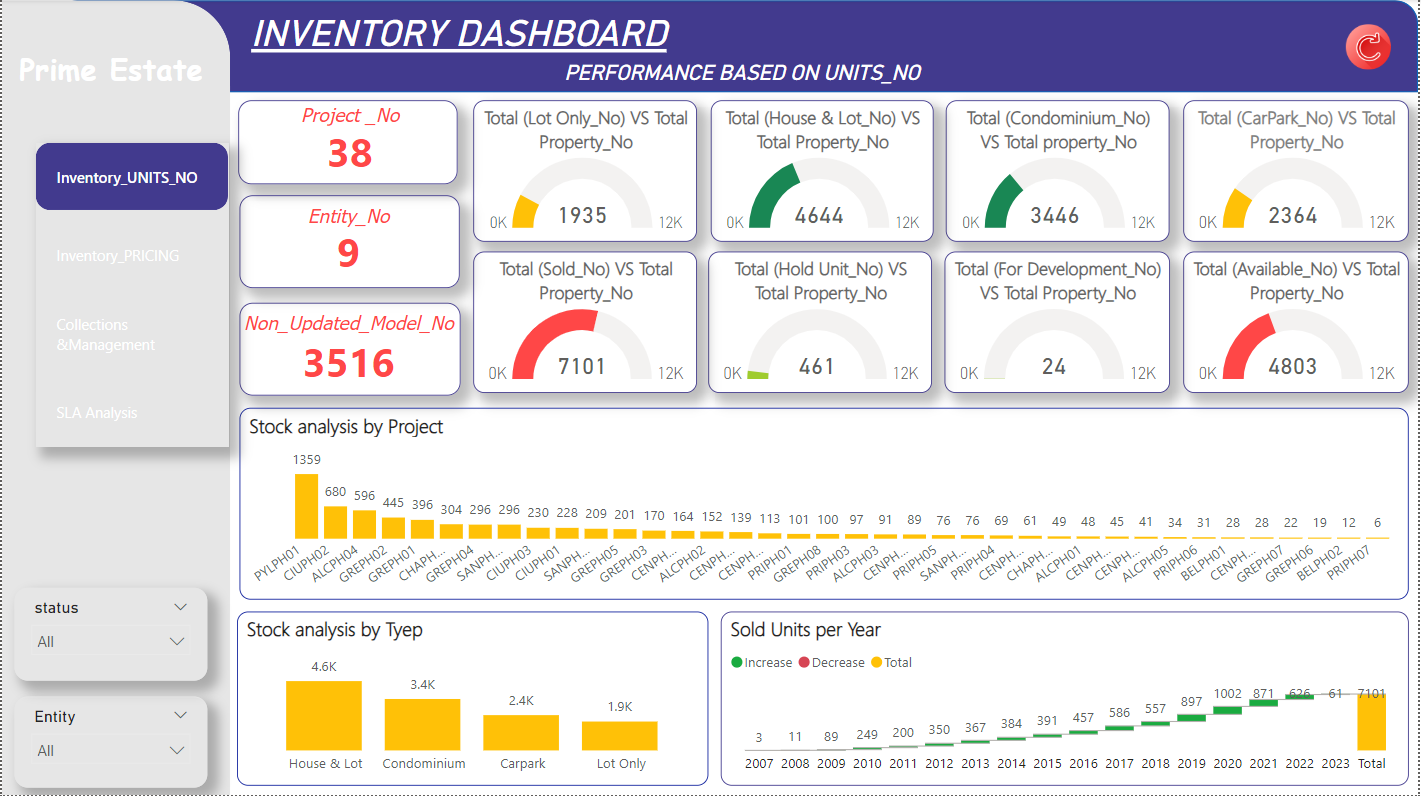 INVENTORY DASHBOARD
PERFORMANCE BASED ON UNITS_NO
Prime Estate
Inventory_UNITS_NO
Inventory_PRICING
Collections
&Management
SLA Analysis
status
All
Entity
All
Project _No
38
Entity_No
9
Non_Updated_Model_No
3516
Total (Lot Only_No) VS Total
Property_No
0K
1935
12K
Total (House & Lot_No) VS
Total Property_No
0K
4644
12K
Total (Condominium_No)
VS Total property_No
0K
3446
12K
Total (CarPark_No) VS Total
Property_No
0K
2364
12K
Total (Sold_No) VS Total
Property_No
0K
7101
12K
Total (Hold Unit_No) VS
Total Property_No
0K
461
12K
Total (For Development_No)
VS Total Property_No
0K
24
12K
Total (Available_No) VS Total
Property_No
0K
4803
12K
Stock analysis by Project
1359 680 596 445 396 304 296 296 230 228 209 201 170 164 152 139 113 101 100 97 91 89 76 76 69 61 49 48 45 41 34 31 28 28 22 19 12 6
PYLPH01 CIUPH02 ALCPH04 GREPH02 GREPH01 CHAPH... GREPH04 SANPH... CIUPH03 CIUPH01 SANPH... GREPH05 GREPH03 CENPH... ALCPH02 CENPH... CENPH... PRIPH01 GREPH08 PRIPH03 ALCPH03 CENPH... PRIPH05 SANPH... PRIPH04 CENPH... CHAPH... ALCPH01 CENPH... CENPH... ALCPH05 PRIPH06 BELPH01 CENPH... GREPH07 GREPH06 BELPH02 PRIPH07
Stock analysis by Tyep
4.6K 3.4K 2.4K 1.9K
House & Lot Condominium Carpark Lot Only
Sold Units per Year
Increase Decrease Total
3 11 89 249 200 350 367 384 391 457 586 557 897 1002 871 626 61 7101
2007 2008 2009 2010 2011 2012 2013 2014 2015 2016 2017 2018 2019 2020 2021 2022 2023 Total